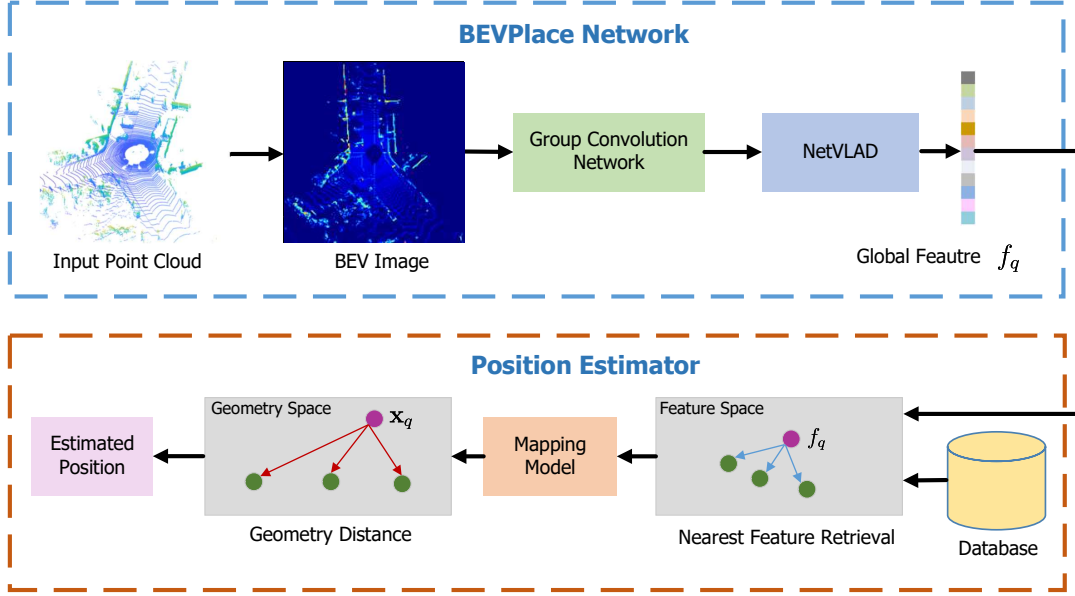 BEVPlace Network
Group Convolution
Network
NetVLAD
Input Point Cloud
BEV Image
Global Feautre f_q
Position Estimator
Geometry Space
x_q
Feature Space
f_q
Estimated
Position
Mapping
Model
Geometry Distance
Nearest Feature Retrieval
Database